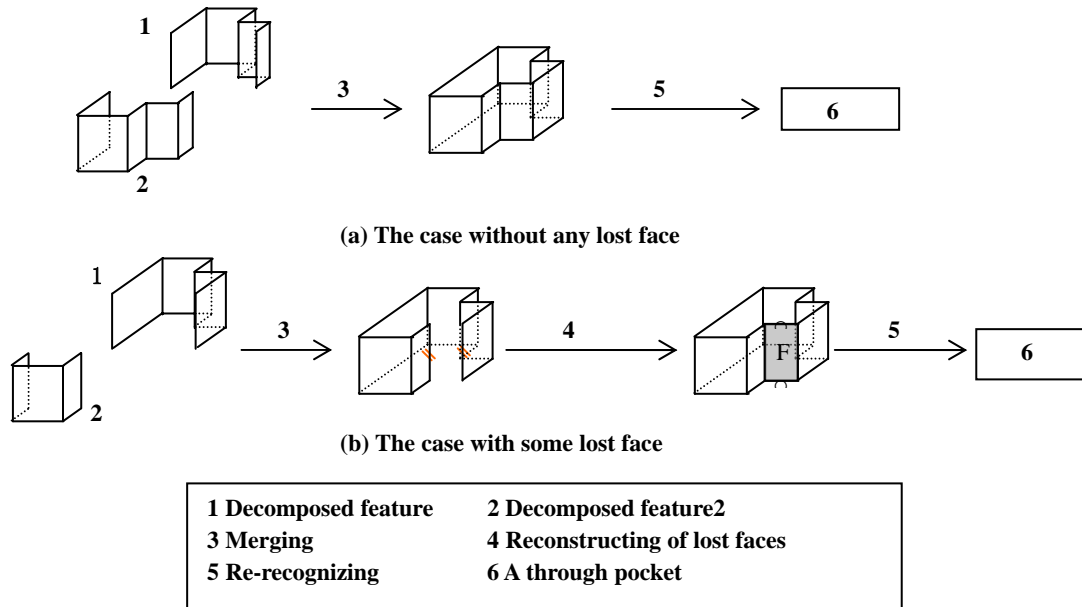 1
3
5
6
2
(a) The case without any lost face
1
3
4
5
F
6
2
(b) The case with some lost face
1 Decomposed feature 2 Decomposed feature2
3 Merging 4 Reconstructing of lost faces
5 Re-recognizing 6 A through pocket